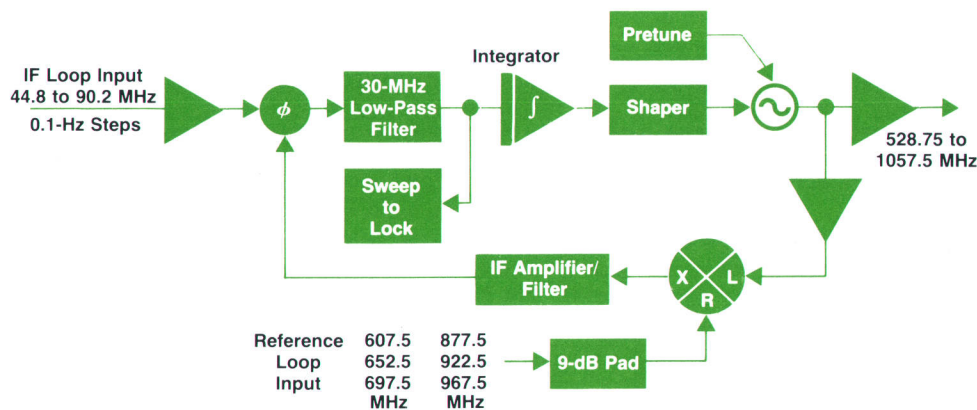 Pretune
Integrator
IF Loop Input
44.8 to 90.2 MHz
0.1-Hz Steps
ϕ
30-MHz
Low-Pass
Filter
∫
Shaper
528.75 to
1057.5 MHz
Sweep
to
Lock
IF Amplifier/
Filter
X L
R
Reference 607.5 877.5
Loop 652.5 922.5
Input 697.5 967.5
MHz MHz
9-dB Pad